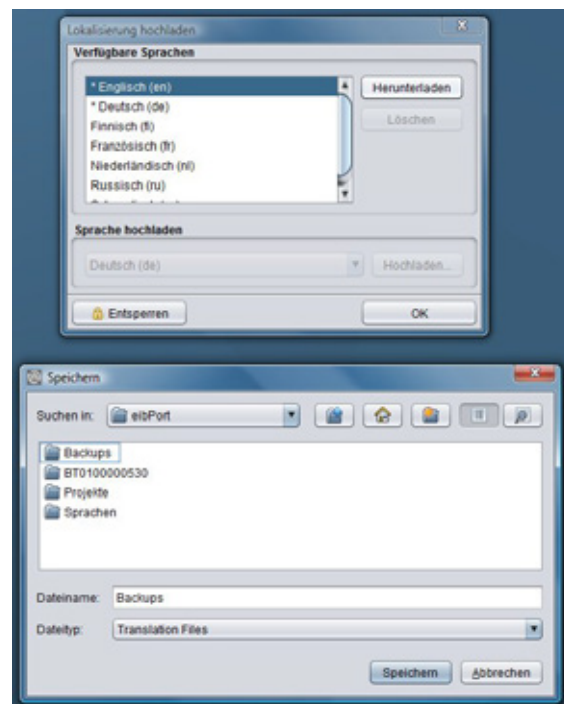 Lokalisierung hochladen
Verfügbare Sprachen
* Englisch (en)
* Deutsch (de)
Finnisch (fi)
Französisch (fr)
Niederländisch (nl)
Russisch (ru)
Herunterladen
Löschen
Sprache hochladen
Deutsch (de)
Hochladen...
Entsperren
OK
Speichern
Suchen in: eibPort
Backups
BT0100000530
Projekte
Sprachen
Dateiname: Backups
Dateityp: Translation Files
Speichern Abbrechen